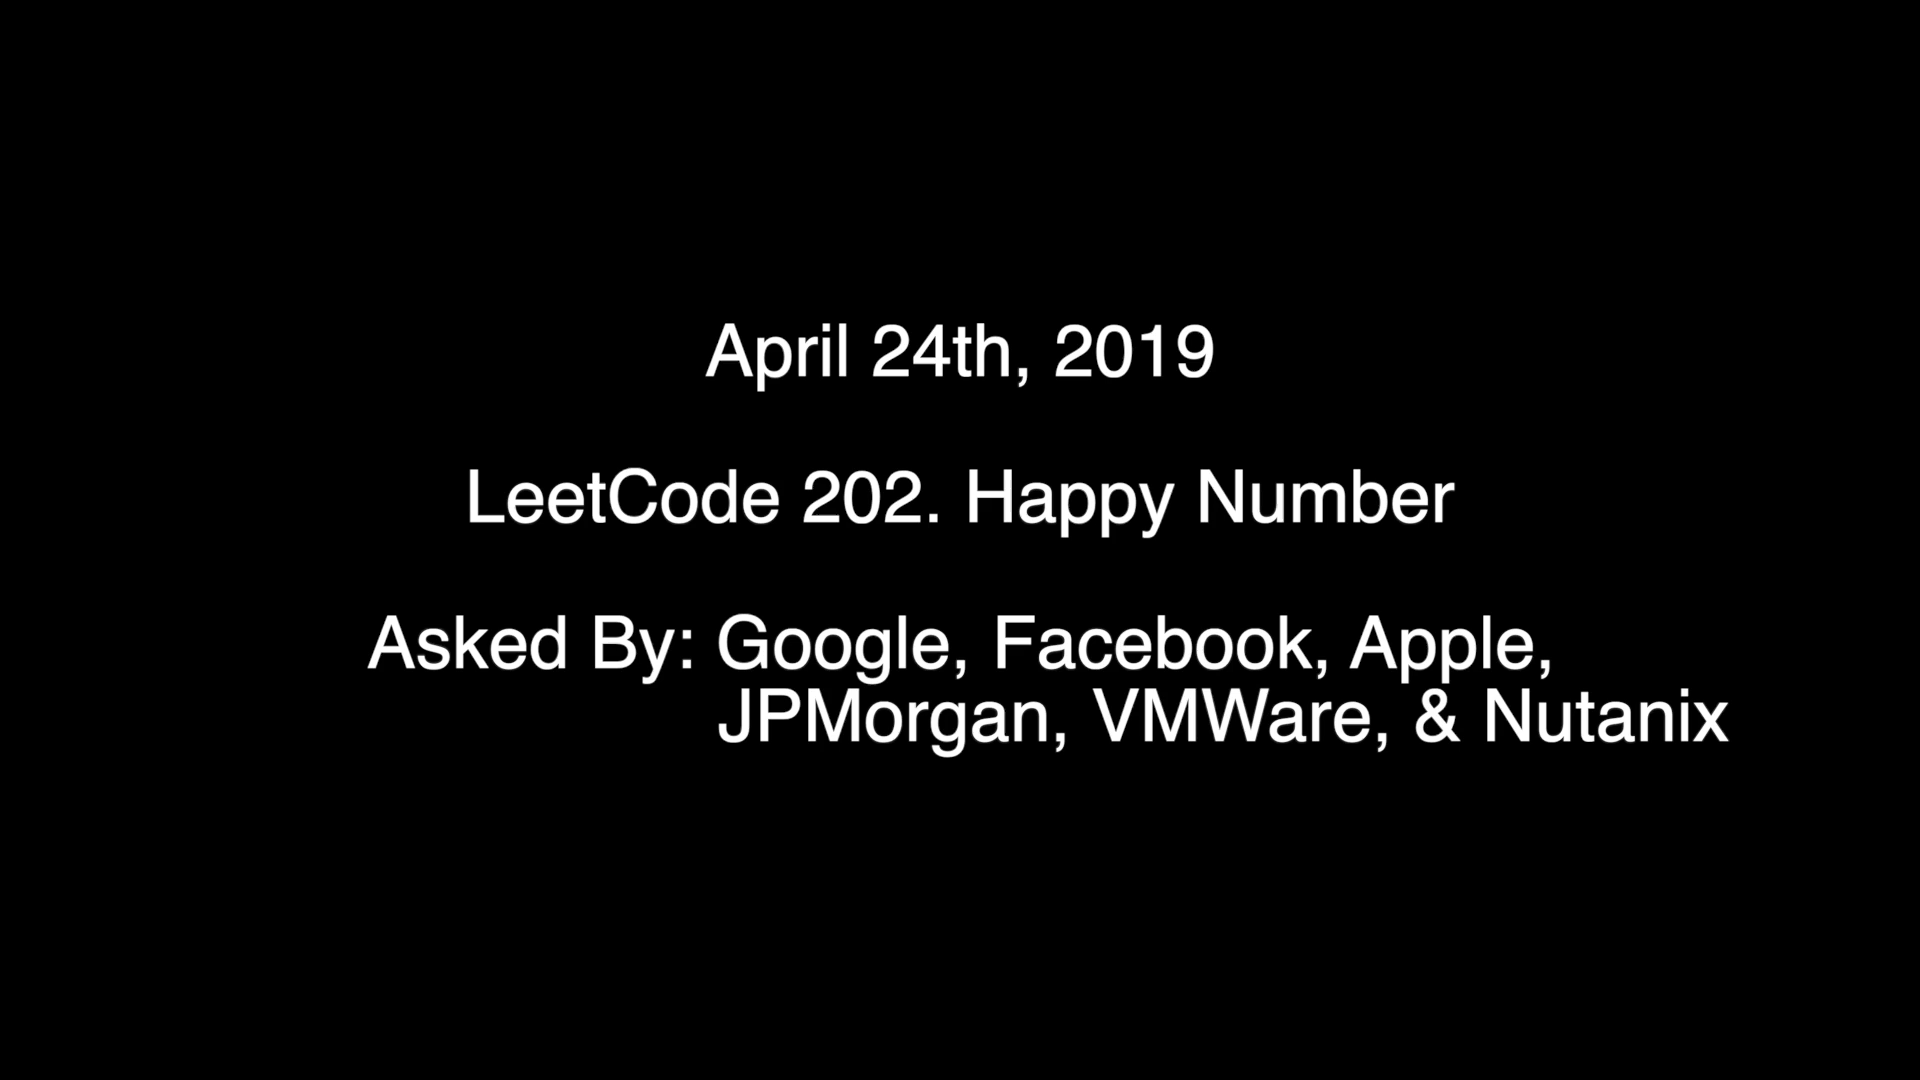 April 24th, 2019
LeetCode 202. Happy Number
Asked By: Google, Facebook, Apple,
JPMorgan, VMWare, & Nutanix